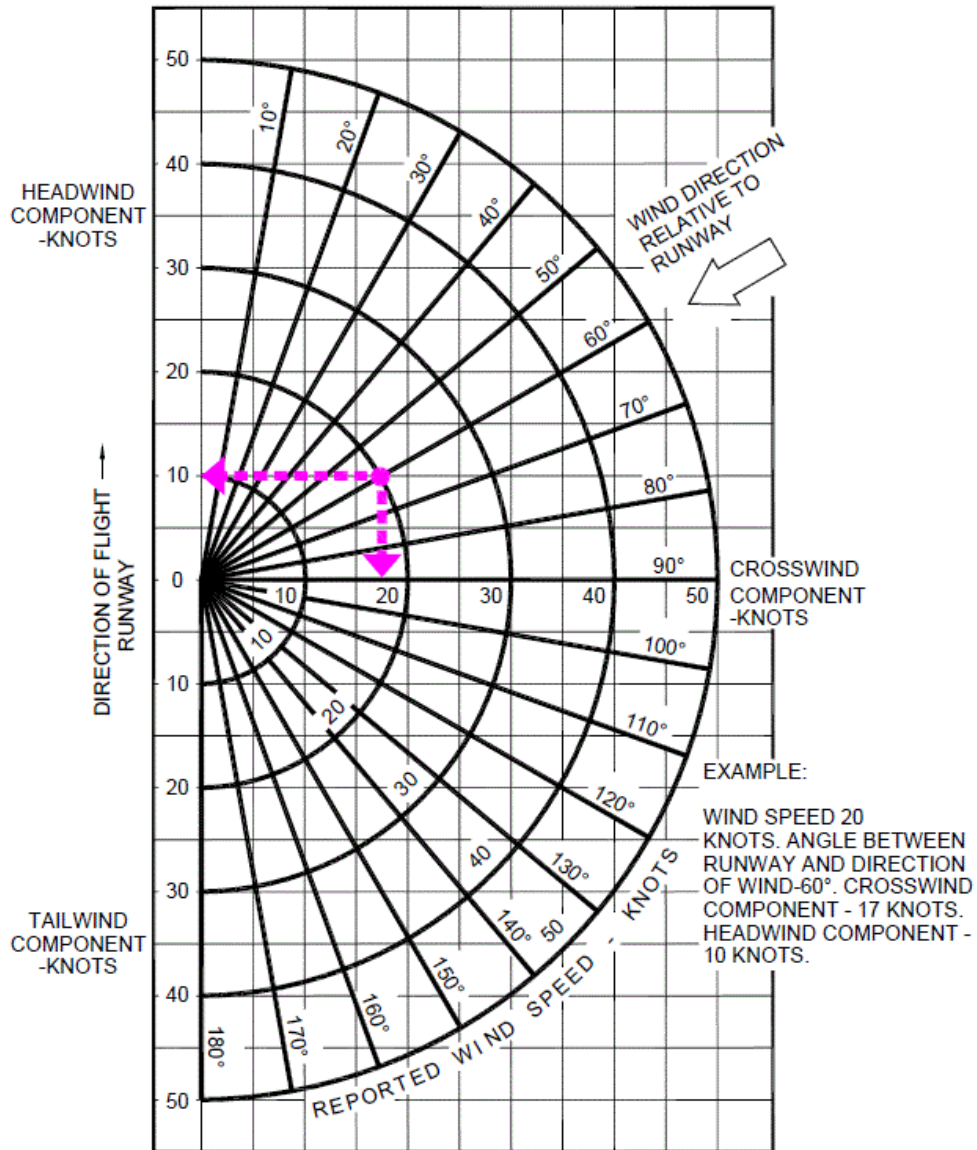 50
10°
20°
30°
40°
50°
60°
70°
80°
HEADWIND
COMPONENT
-KNOTS
40
30
20
10
WIND DIRECTION
RELATIVE TO
RUNWAY
DIRECTION OF FLIGHT
RUNWAY
0
10
20
30
40
50
90°
CROSSWIND
COMPONENT
-KNOTS
100°
110°
120°
130°
140°
150°
160°
170°
180°
10
20
30
40
50
10
20
30
40
50
TAILWIND
COMPONENT
-KNOTS
REPORTED WIND SPEED - KNOTS
EXAMPLE:
WIND SPEED 20
KNOTS. ANGLE BETWEEN
RUNWAY AND DIRECTION
OF WIND-60°. CROSSWIND
COMPONENT - 17 KNOTS.
HEADWIND COMPONENT -
10 KNOTS.